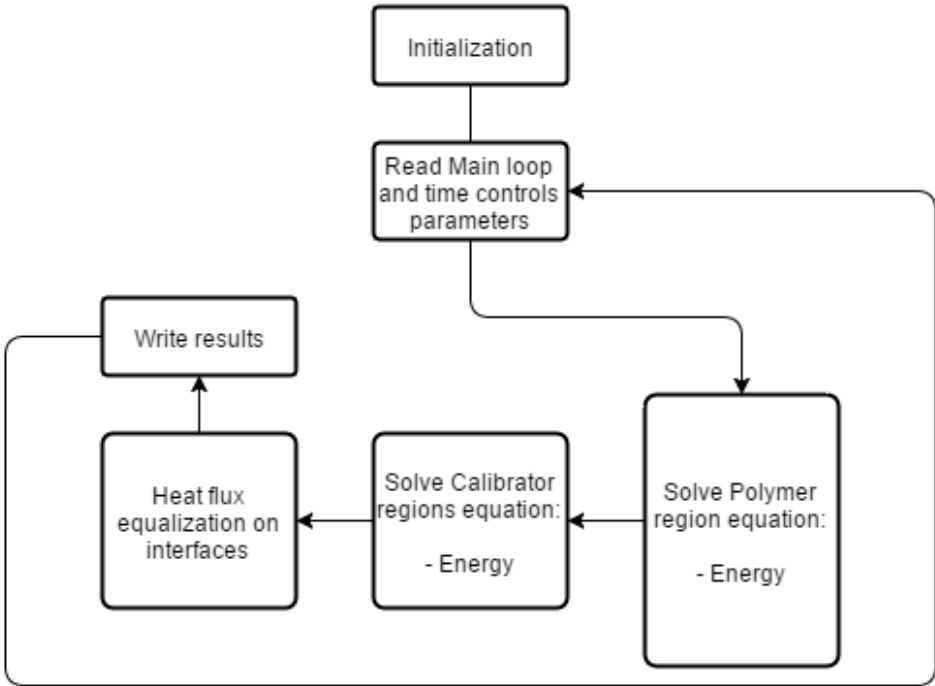 Initialization
Read Main loop
and time controls
parameters
Write results
Heat flux
equalization on
interfaces
Solve Calibrator
regions equation:
- Energy
Solve Polymer
region equation:
- Energy